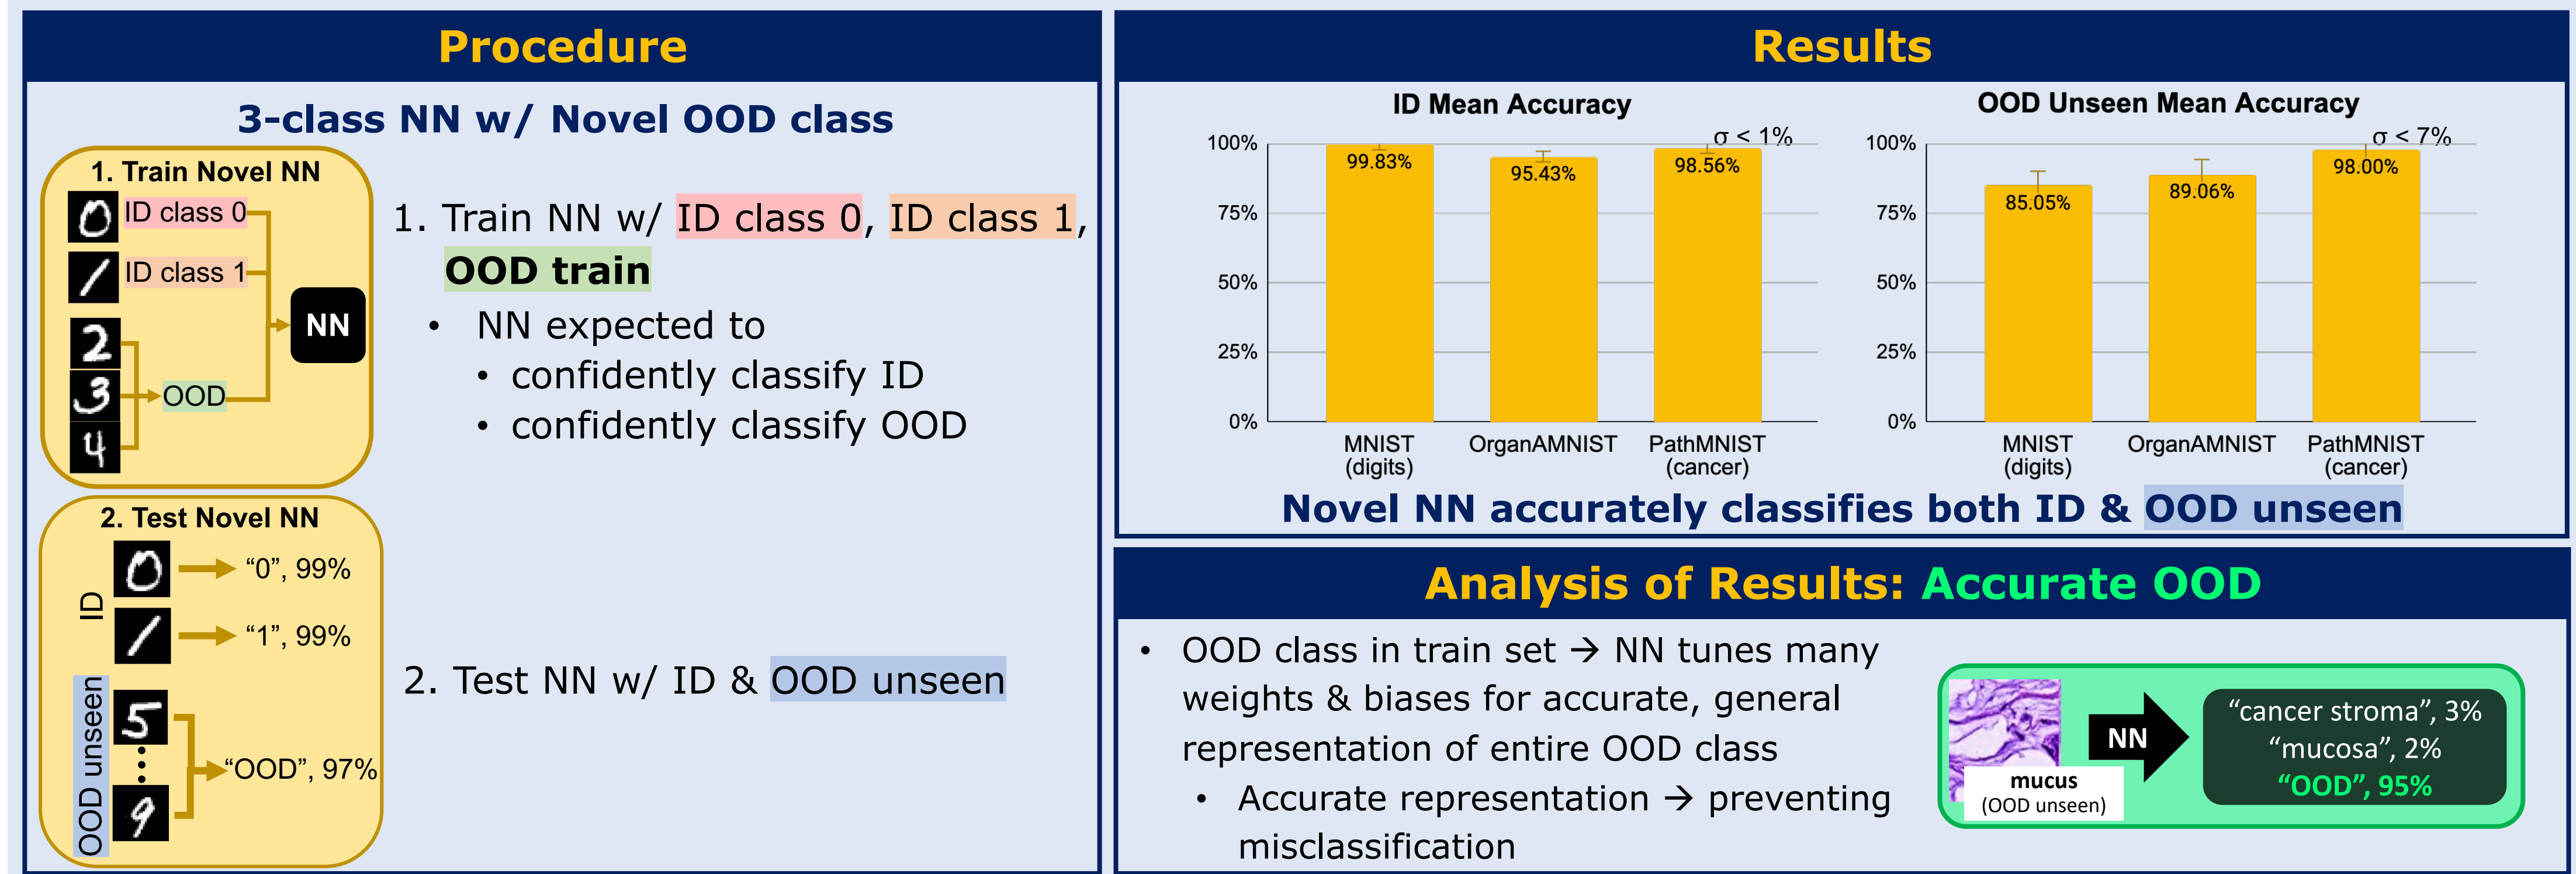 Procedure
3-class NN w/ Novel OOD class
1. Train Novel NN
0
ID class 0
1
ID class 1
2
3
4
OOD
NN
1. Train NN w/ ID class 0, ID class 1,
OOD train
• NN expected to
• confidently classify ID
• confidently classify OOD
2. Test Novel NN
ID
0
“0”, 99%
1
“1”, 99%
OOD unseen
5
9
“OOD”, 97%
2. Test NN w/ ID & OOD unseen
Results
ID Mean Accuracy
σ < 1%
100%
75%
50%
25%
0%
99.83%
95.43%
98.56%
MNIST
(digits)
OrganAMNIST
PathMNIST
(cancer)
OOD Unseen Mean Accuracy
σ < 7%
100%
75%
50%
25%
0%
85.05%
89.06%
98.00%
MNIST
(digits)
OrganAMNIST
PathMNIST
(cancer)
Novel NN accurately classifies both ID & OOD unseen
Analysis of Results: Accurate OOD
• OOD class in train set → NN tunes many
weights & biases for accurate, general
representation of entire OOD class
• Accurate representation → preventing
misclassification
mucus
(OOD unseen)
NN
“cancer stroma”, 3%
“mucosa”, 2%
“OOD”, 95%